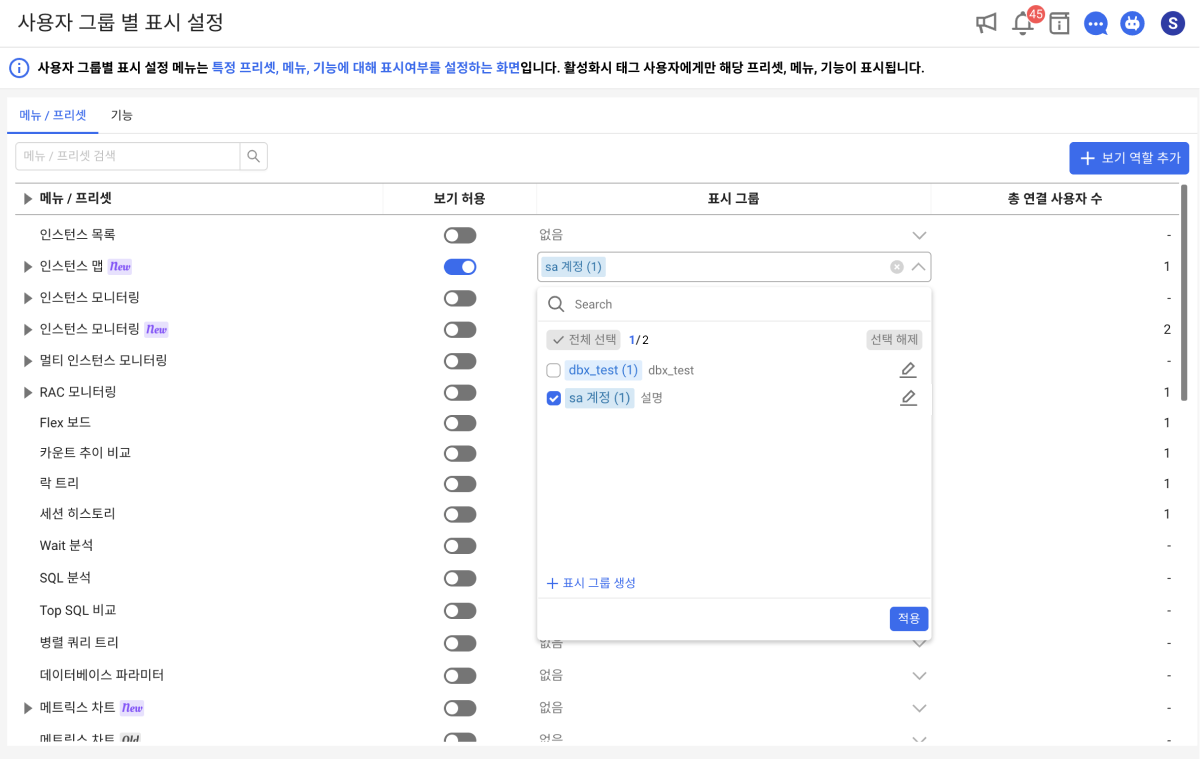 사용자 그룹 별 표시 설정
45
S
사용자 그룹별 표시 설정 메뉴는 특정 프리셋, 메뉴, 기능에 대해 표시여부를 설정하는 화면입니다. 활성화시 태그 사용자에게만 해당 프리셋, 메뉴, 기능이 표시됩니다.
메뉴 / 프리셋 기능
메뉴 / 프리셋 검색
보기 역할 추가
메뉴 / 프리셋 보기 허용 표시 그룹 총 연결 사용자 수
인스턴스 목록 없음 -
인스턴스 맵 New sa 계정 (1) 1
인스턴스 모니터링 -
Search
인스턴스 모니터링 New 2
전체 선택 1/2 선택 해제
멀티 인스턴스 모니터링 -
dbx_test (1) dbx_test
RAC 모니터링 1
sa 계정 (1) 설명
Flex 보드 1
카운트 추이 비교 1
락 트리 1
세션 히스토리 1
Wait 분석 -
SQL 분석 -
표시 그룹 생성
Top SQL 비교 -
적용
병렬 쿼리 트리 없음 -
데이터베이스 파라미터 없음 -
메트릭스 차트 New 없음 -
메트릭스 차트 Old 없음 -